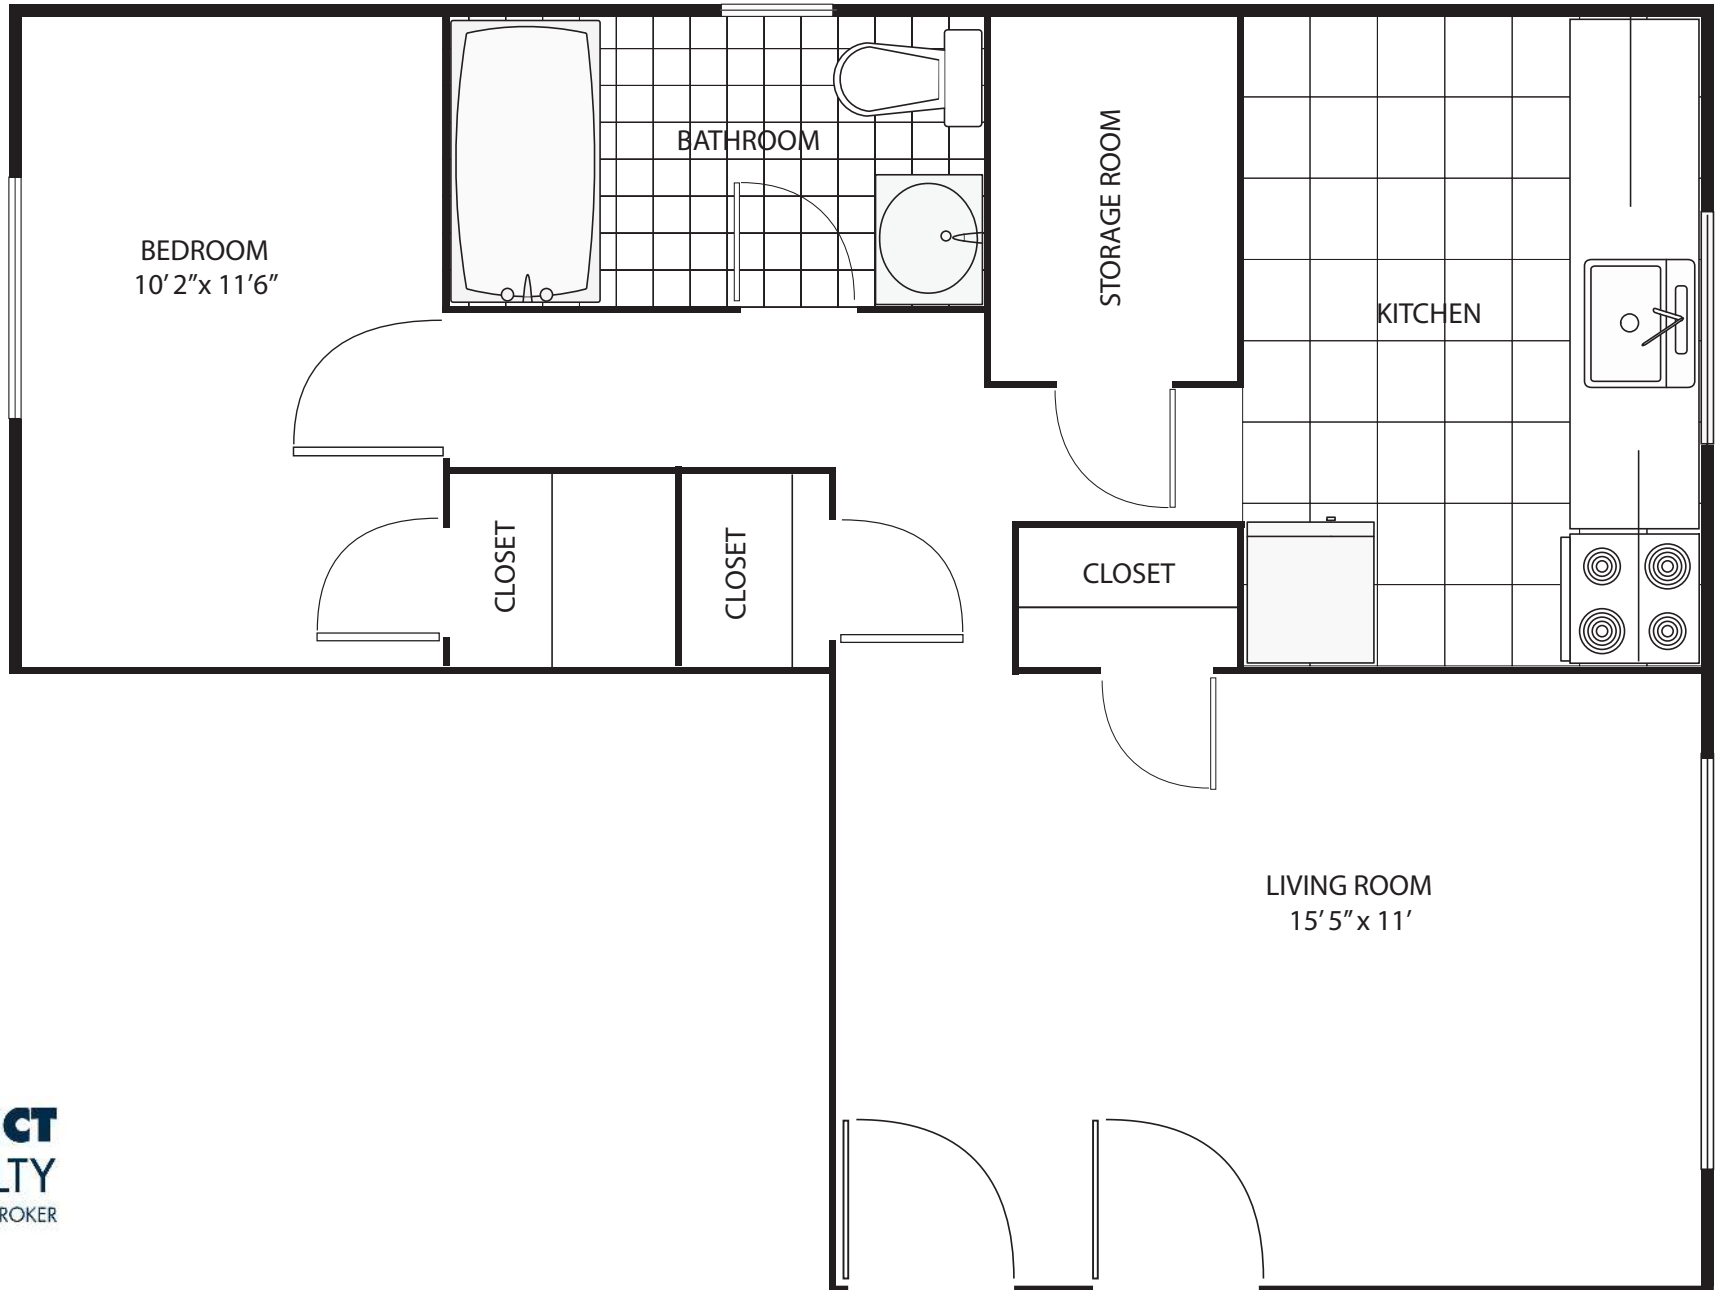 BATHROOM
STORAGE ROOM
BEDROOM
10' 2" x 11'6"
KITCHEN
CLOSET
CLOSET
CLOSET
LIVING ROOM
15' 5" x 11'
CT
LTY
ROKER